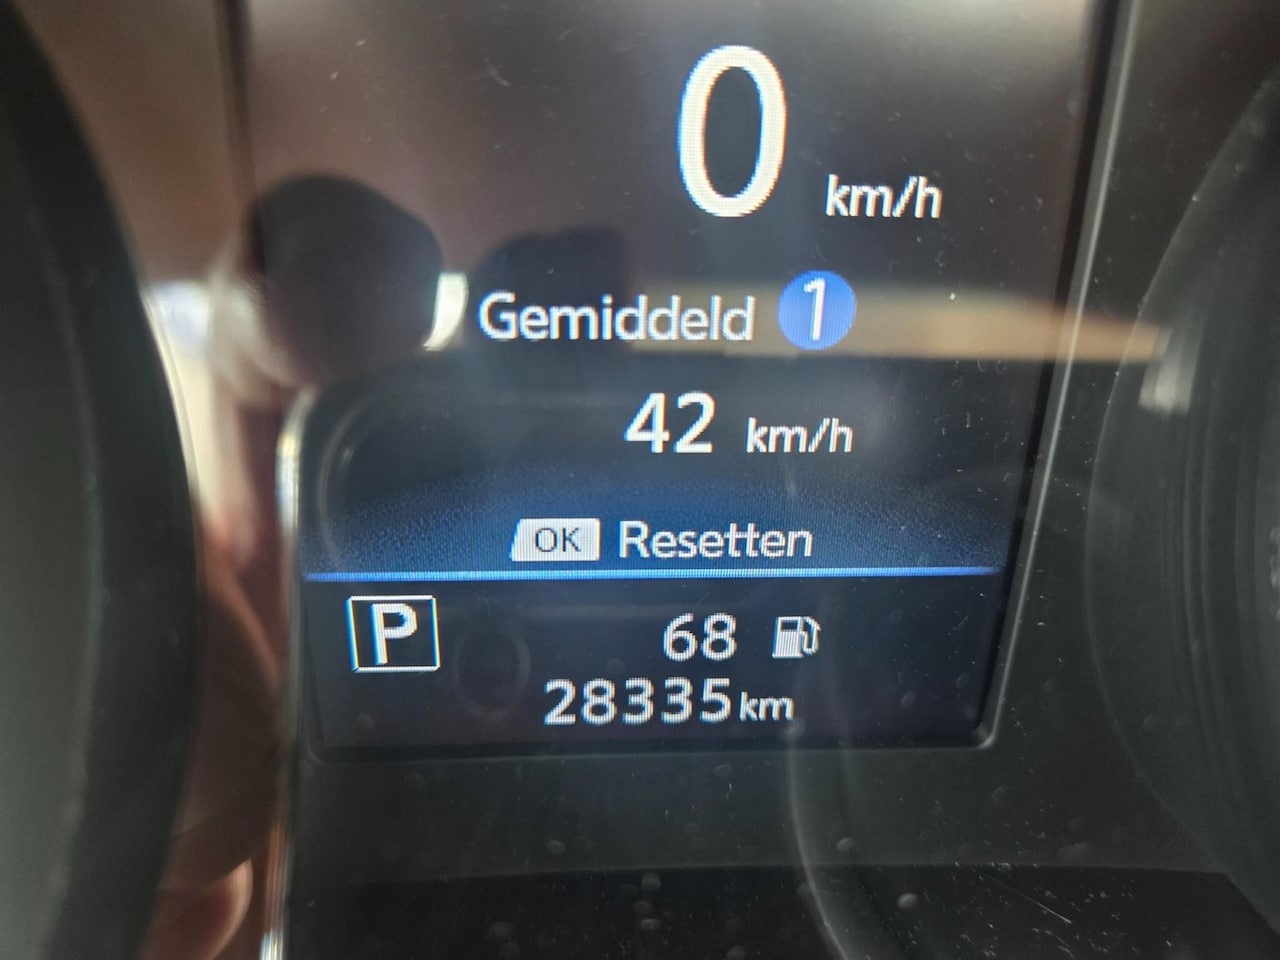 0 km/h
Gemiddeld 1
42 km/h
OK Resetten
P 68
28335 km